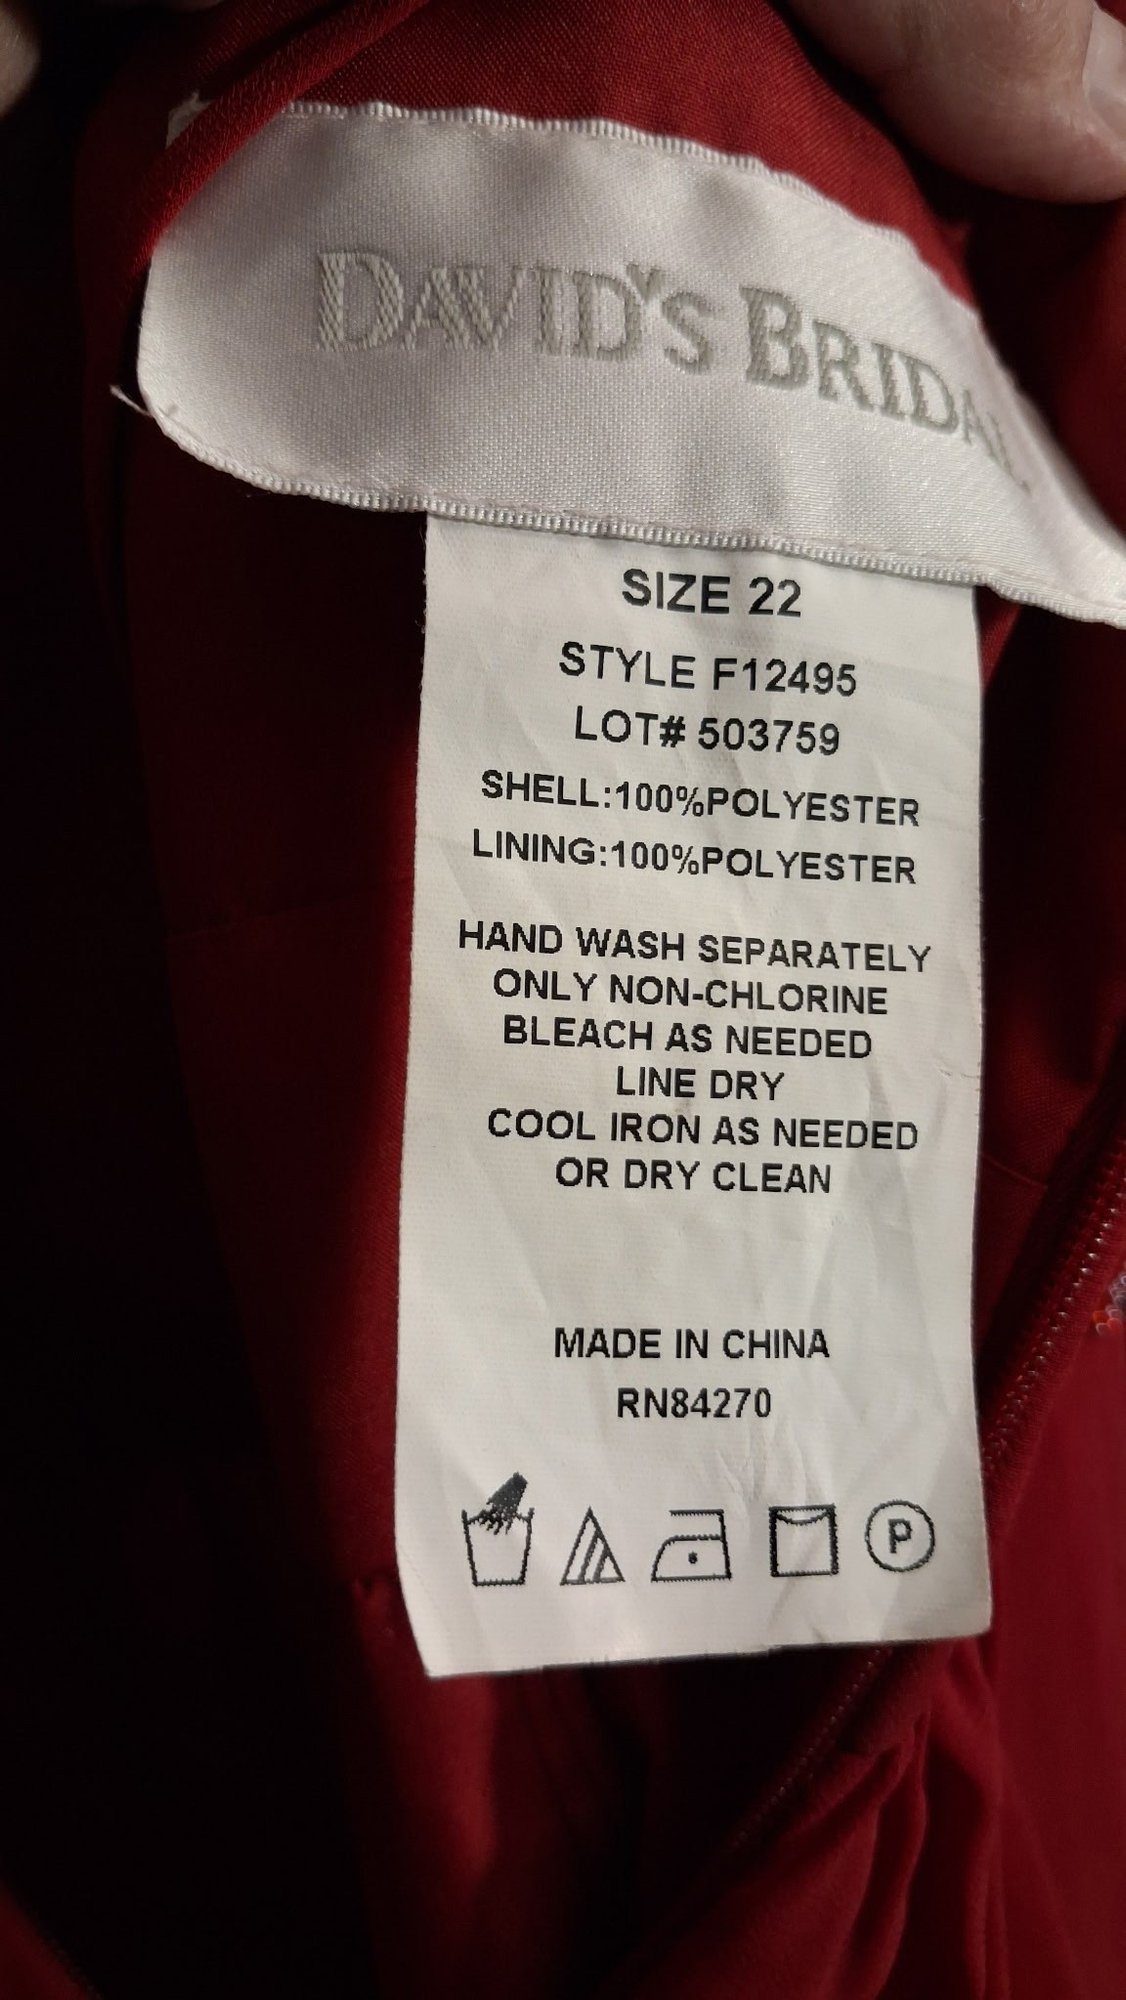 DAVID'S BRIDAL
SIZE 22
STYLE F12495
LOT# 503759
SHELL:100%POLYESTER
LINING:100%POLYESTER
HAND WASH SEPARATELY
ONLY NON-CHLORINE
BLEACH AS NEEDED
LINE DRY
COOL IRON AS NEEDED
OR DRY CLEAN
MADE IN CHINA
RN84270
P